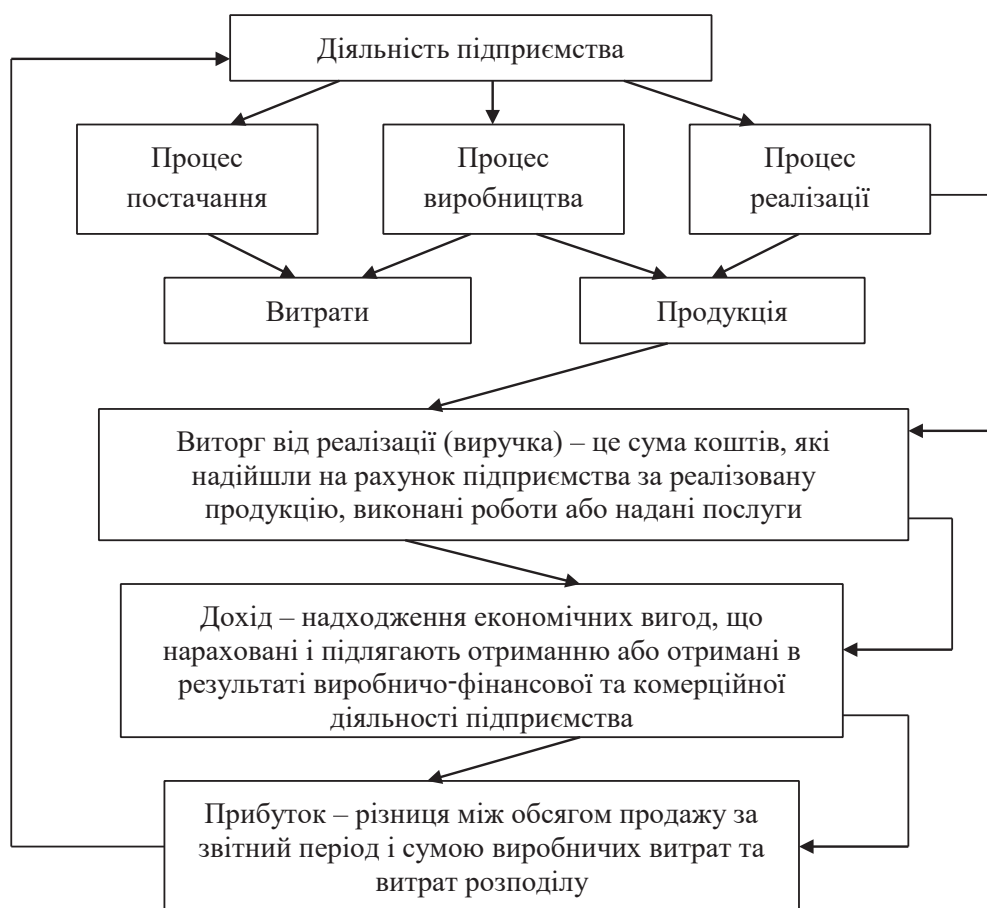 Діяльність підприємства
Процес
постачання
Процес
виробництва
Процес
реалізації
Витрати
Продукція
Виторг від реалізації (виручка) – це сума коштів, які
надійшли на рахунок підприємства за реалізовану
продукцію, виконані роботи або надані послуги
Дохід – надходження економічних вигод, що
нараховані і підлягають отриманню або отримані в
результаті виробничо-фінансової та комерційної
діяльності підприємства
Прибуток – різниця між обсягом продажу за
звітний період і сумою виробничих витрат та
витрат розподілу